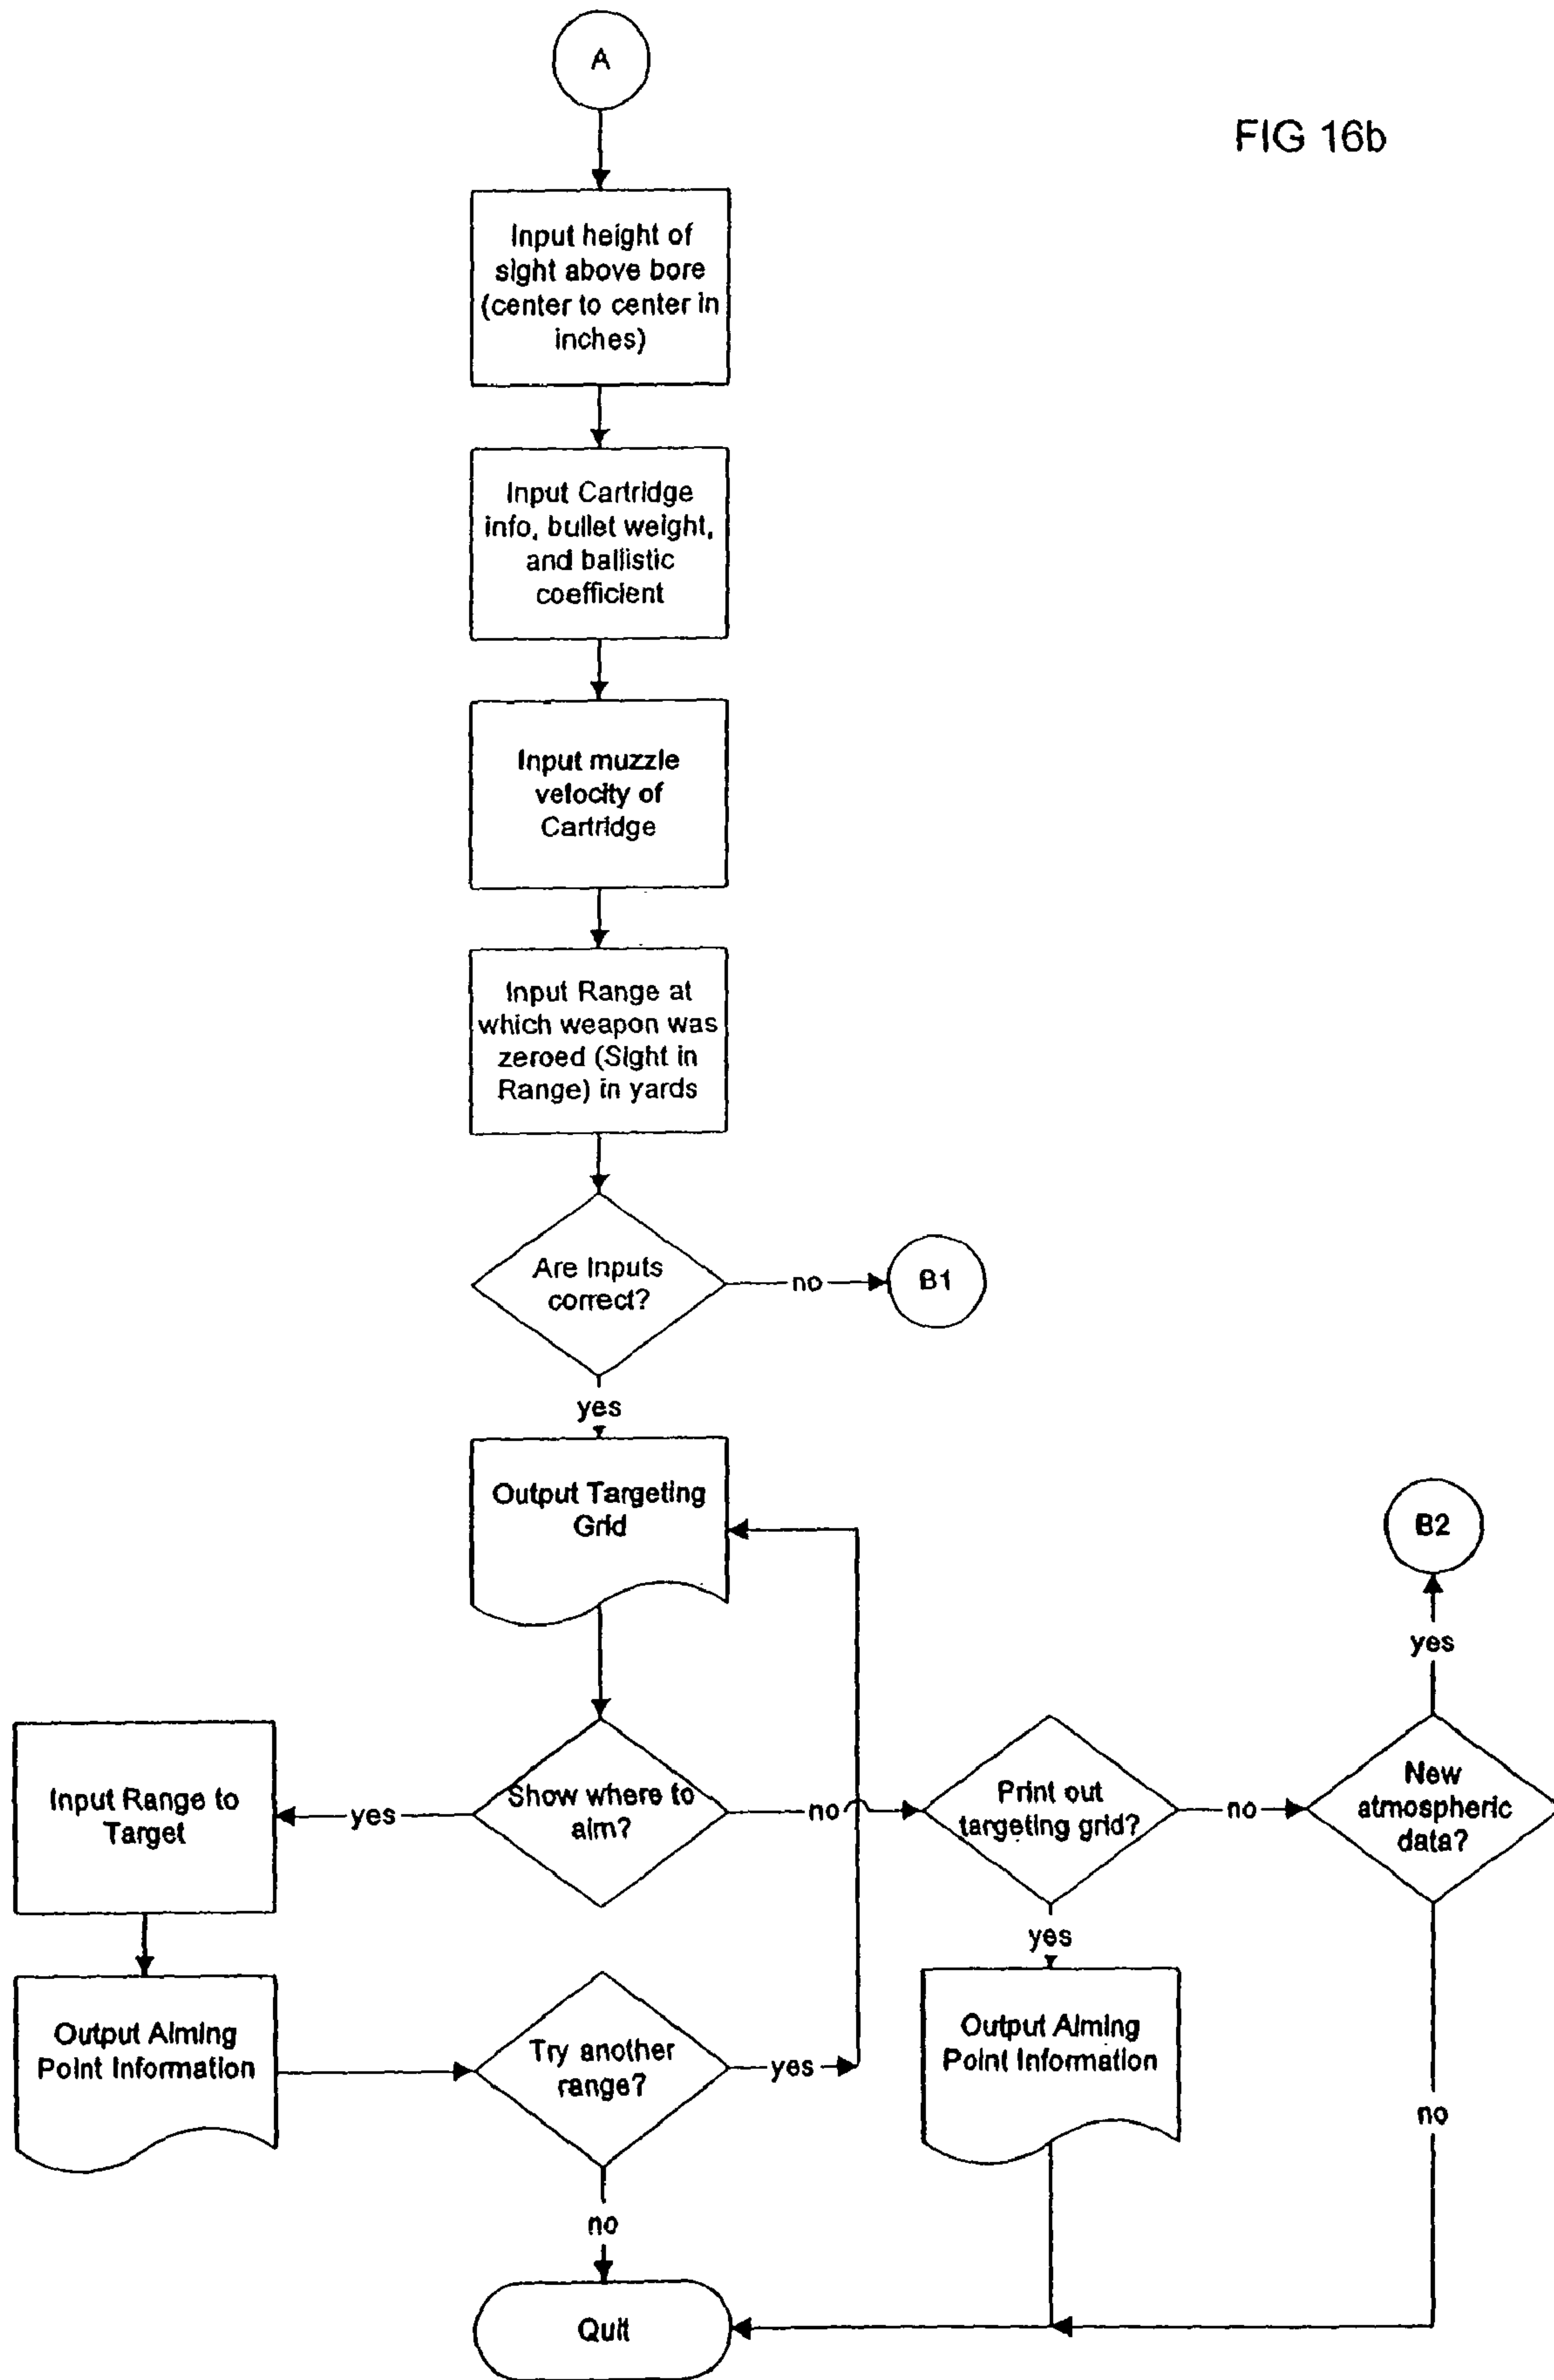 A
FIG 16b
Input height of
sight above bore
(center to center in
inches)
Input Cartridge
info, bullet weight,
and ballistic
coefficient
Input muzzle
velocity of
Cartridge
Input Range at
which weapon was
zeroed (Sight in
Range) in yards
Are Inputs
correct?
no
B1
yes
Output Targeting
Grid
B2
yes
Input Range to
Target
yes
Show where to
aim?
no
Print out
targeting grid?
no
New
atmospheric
data?
yes
Output Aiming
Point Information
Try another
range?
yes
Output Aiming
Point Information
no
no
Quit